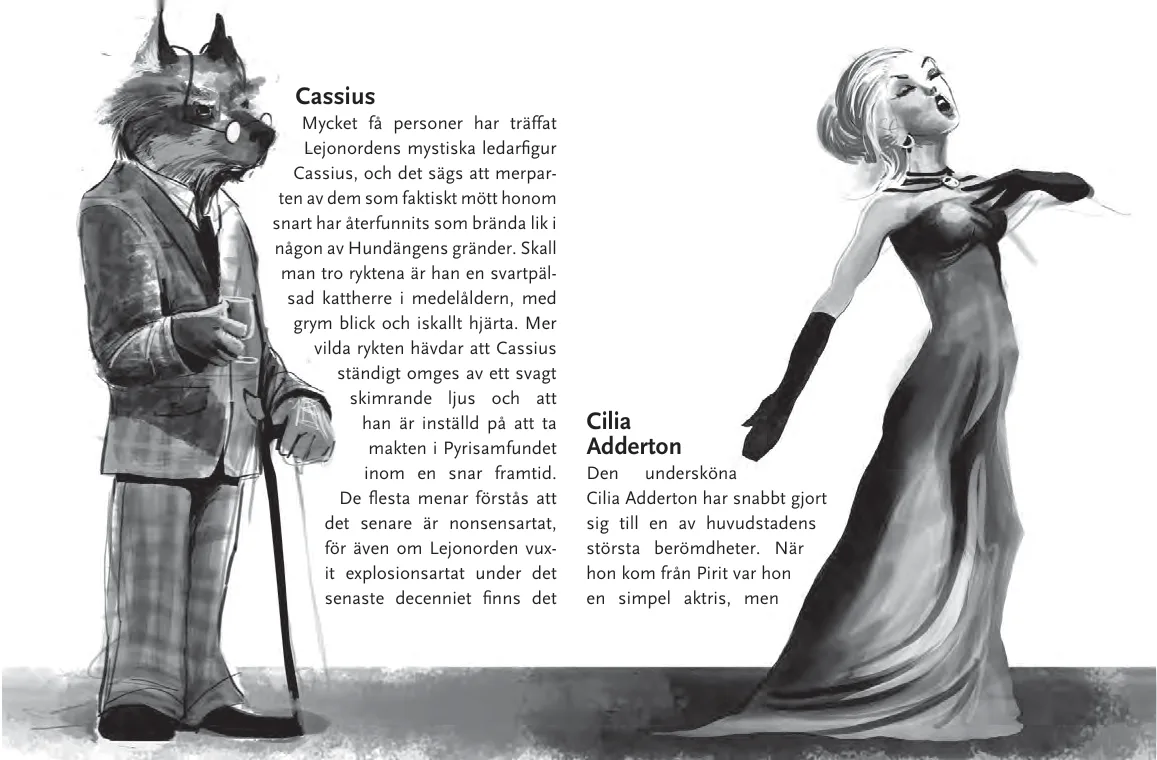 Cassius
Mycket få personer har träffat
Lejonordens mystiska ledarfigur
Cassius, och det sägs att merpar-
ten av dem som faktiskt mött honom
snart har återfunnits som brända lik i
någon av Hundängens gränder. Skall
man tro ryktena är han en svartpäl-
sad kattherre i medelåldern, med
grym blick och iskallt hjärta. Mer
vilda rykten hävdar att Cassius
ständigt omges av ett svagt
skimrande ljus och att
han är inställd på att ta
makten i Pyrisamfundet
inom en snar framtid.
De flesta menar förstås att
det senare är nonsensartat,
för även om Lejonorden vux-
it explosionsartat under det
senaste decenniet finns det
Cilia
Adderton
Den undersköna
Cilia Adderton har snabbt gjort
sig till en av huvudstadens
största berömdheter. När
hon kom från Pirit var hon
en simpel aktris, men